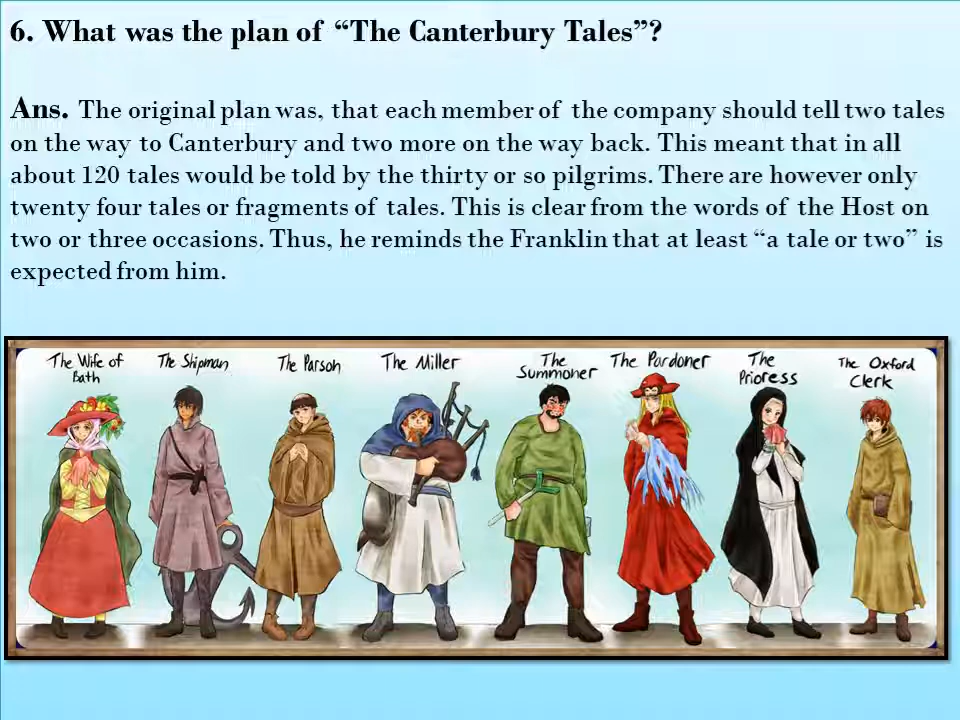 6. What was the plan of “The Canterbury Tales”?
Ans. The original plan was, that each member of the company should tell two tales
on the way to Canterbury and two more on the way back. This meant that in all
about 120 tales would be told by the thirty or so pilgrims. There are however only
twenty four tales or fragments of tales. This is clear from the words of the Host on
two or three occasions. Thus, he reminds the Franklin that at least “a tale or two” is
expected from him.
The Wife of Bath
The Shipman
The Parson
The Miller
The Summoner
The Pardoner
The Prioress
The Oxford Clerk